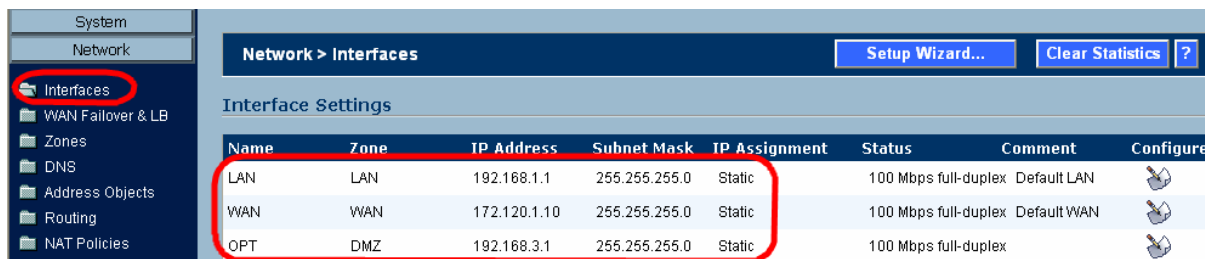 System
Network
Interfaces
WAN Failover & LB
Zones
DNS
Address Objects
Routing
NAT Policies
Network > Interfaces Setup Wizard... Clear Statistics ?
Interface Settings
Name Zone IP Address Subnet Mask IP Assignment Status Comment Configure
LAN LAN 192.168.1.1 255.255.255.0 Static 100 Mbps full-duplex Default LAN
WAN WAN 172.120.1.10 255.255.255.0 Static 100 Mbps full-duplex Default WAN
OPT DMZ 192.168.3.1 255.255.255.0 Static 100 Mbps full-duplex